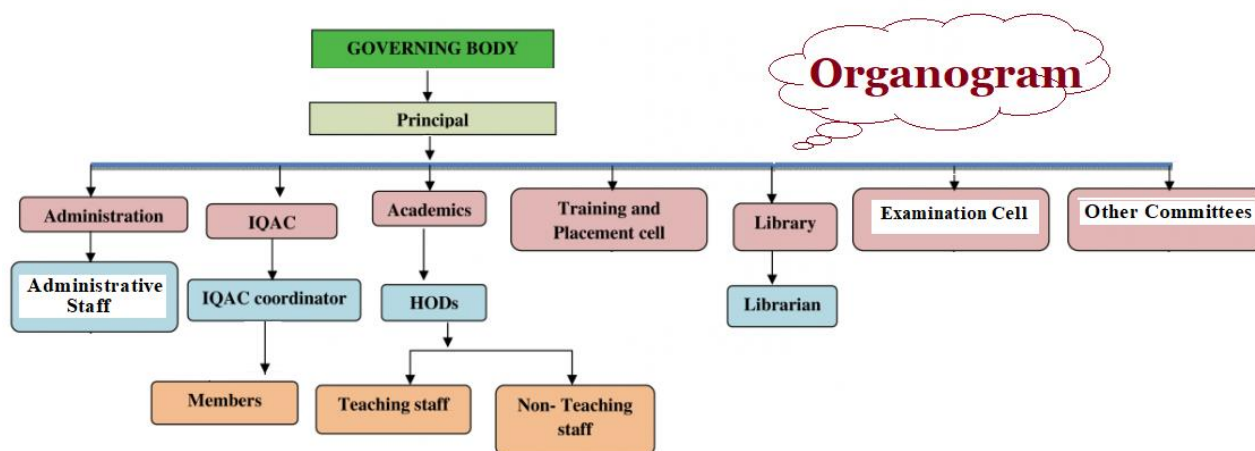 GOVERNING BODY
Organogram
Principal
Administration
IQAC
Academics
Training and
Placement cell
Library
Examination Cell
Other Committees
Administrative
Staff
IQAC coordinator
HODs
Librarian
Members
Teaching staff
Non- Teaching
staff